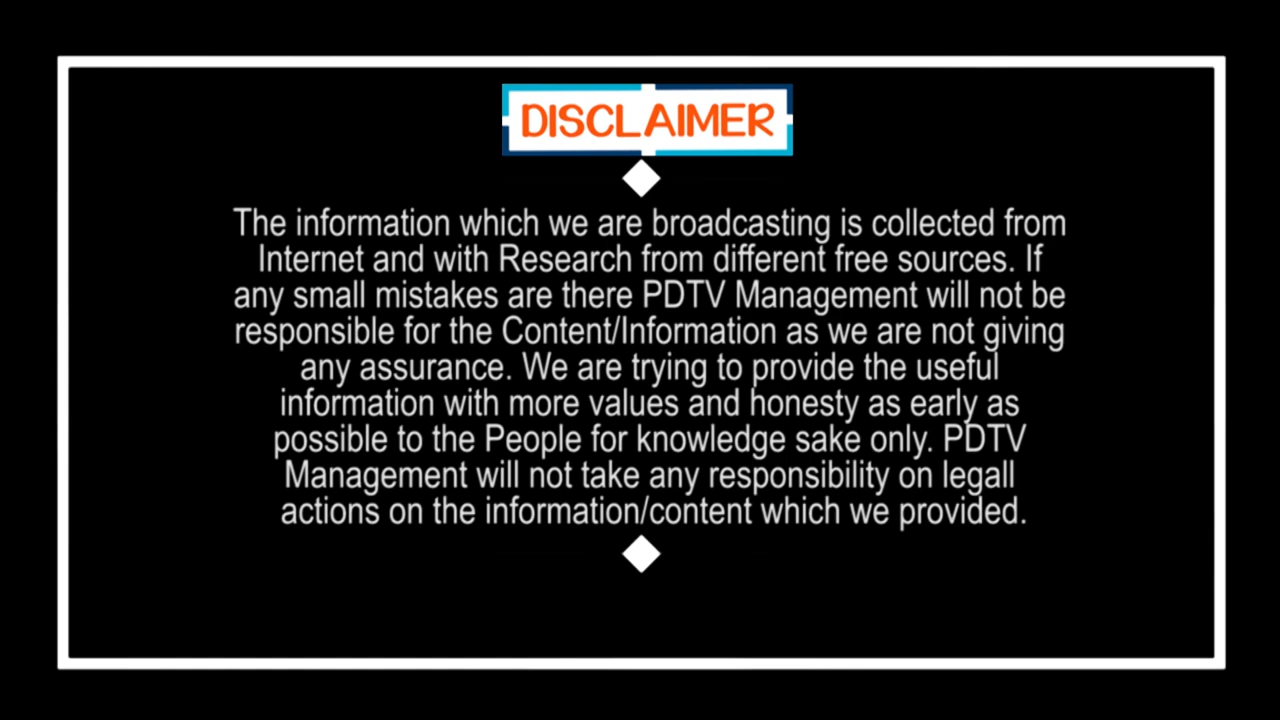 DISCLAIMER
The information which we are broadcasting is collected from
Internet and with Research from different free sources. If
any small mistakes are there PDTV Management will not be
responsible for the Content/Information as we are not giving
any assurance. We are trying to provide the useful
information with more values and honesty as early as
possible to the People for knowledge sake only. PDTV
Management will not take any responsibility on legall
actions on the information/content which we provided.